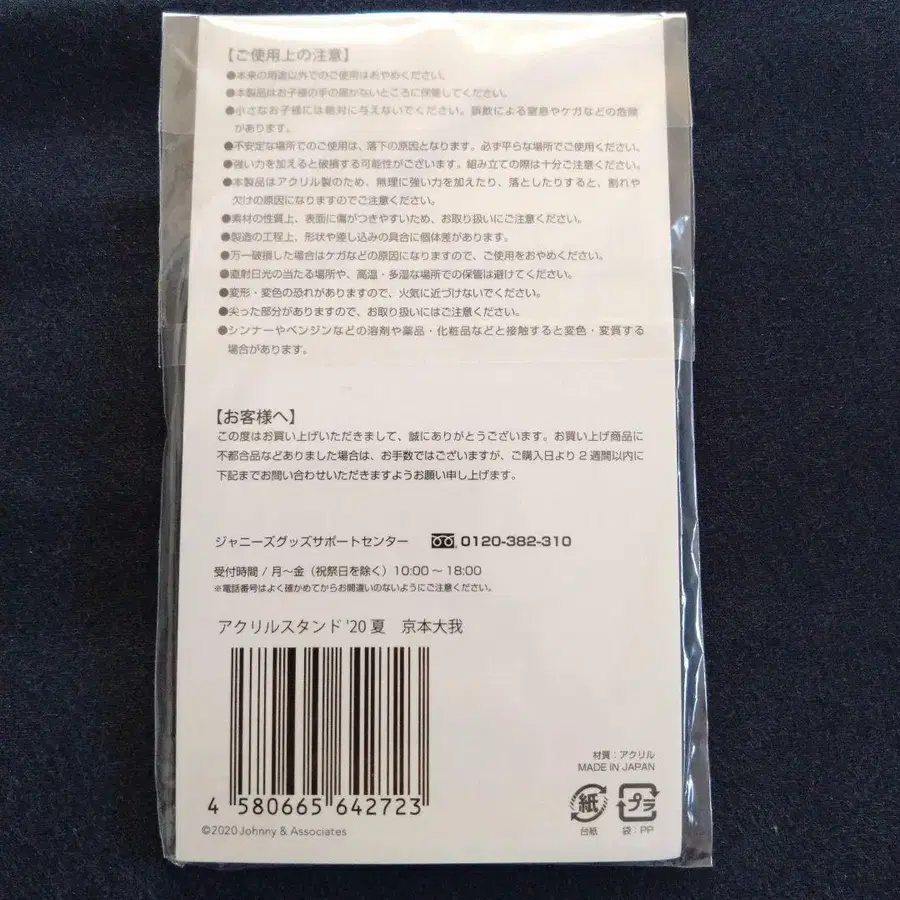 【ご使用上の注意】
●本来の用途以外でのご使用はおやめください。
●本製品はお子様の手の届かないところに保管してください。
●小さなお子様には絶対に与えないでください。誤飲による窒息やケガなどの危険
があります。
●不安定な場所でのご使用は、落下の原因となります。必ず平らな場所でご使用ください。
●強い力を加えると破損する可能性がございます。組み立ての際は十分ご注意ください。
●本製品はアクリル製のため、無理に強い力を加えたり、落としたりすると、割れや
欠けの原因になりますのでご注意ください。
●素材の性質上、表面に傷がつきやすいため、お取り扱いにご注意ください。
●製造の工程上、形状や差し込みの具合に個体差があります。
●万一破損した場合はケガなどの原因になりますので、ご使用をおやめください。
●直射日光の当たる場所や、高温・多湿な場所での保管は避けてください。
●変形・変色の恐れがありますので、火気に近づけないでください。
●尖った部分がありますので、お取り扱いにはご注意ください。
●シンナーやベンジンなどの溶剤や薬品・化粧品などと接触すると変色・変質する
場合があります。
【お客様へ】
この度はお買い上げいただきまして、誠にありがとうございます。お買い上げ商品に
不都合品などありました場合は、お手数ではございますが、ご購入日より2週間以内に
下記までお問い合わせいただきますようお願い申し上げます。
ジャニーズグッズサポートセンター 0120-382-310
受付時間 / 月〜金（祝祭日を除く）10:00 〜 18:00
※電話番号はよく確かめてからお間違いのないようにご注意ください。
アクリルスタンド '20 夏 京本大我
4 580665 642723
©2020 Johnny & Associates
材質：アクリル
MADE IN JAPAN
紙 プラ
台紙 袋：PP